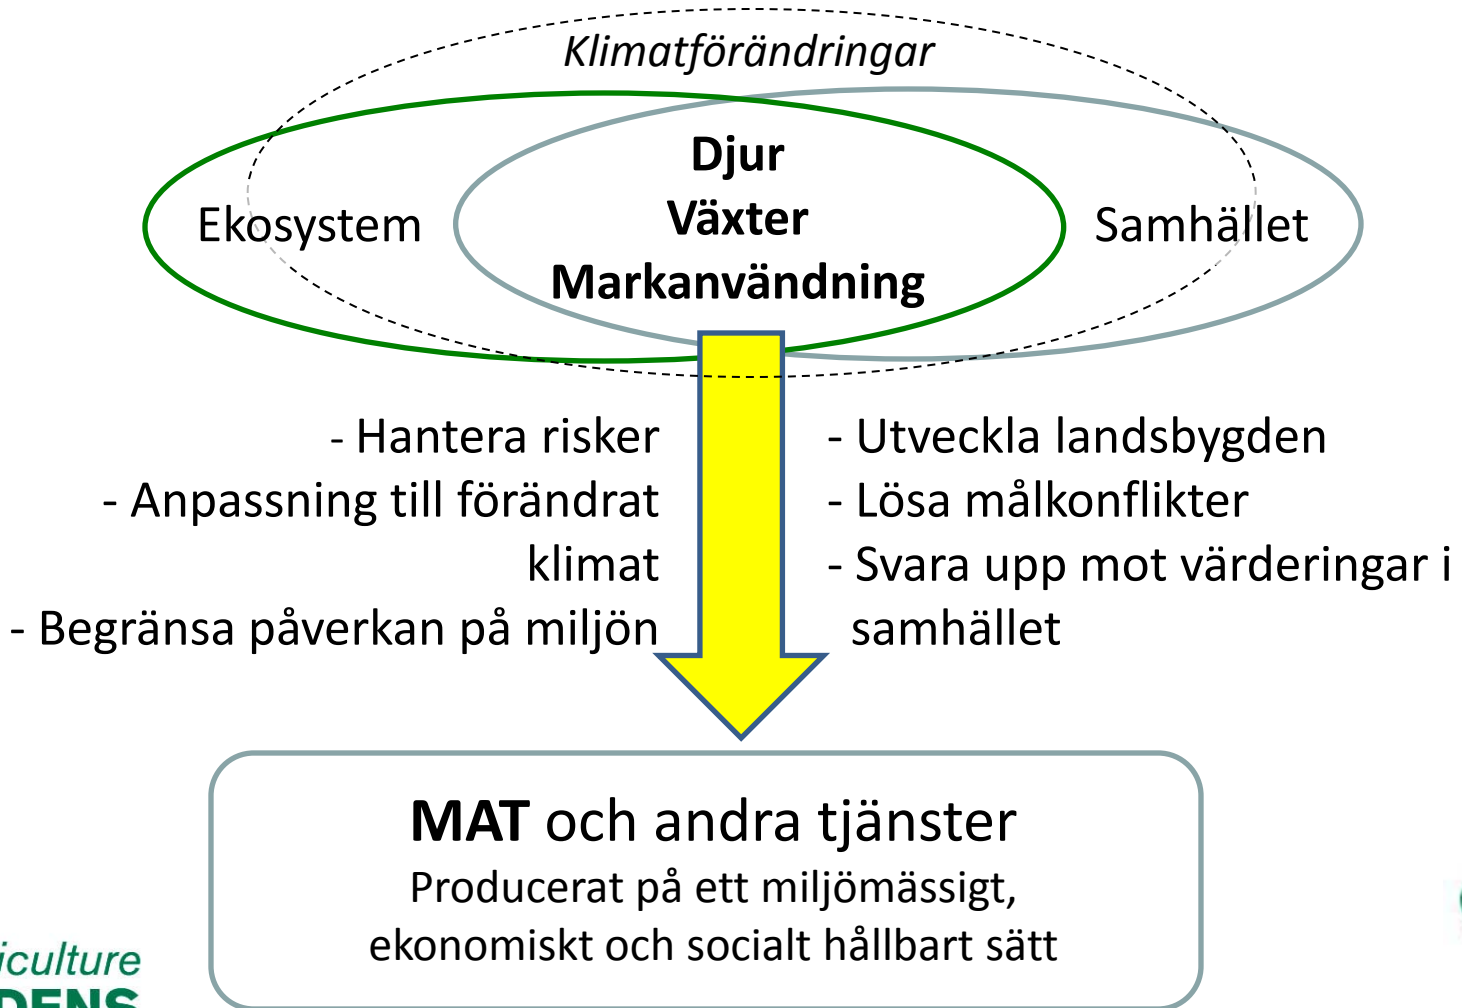 Klimatförändringar
Djur
Växter
Markanvändning
Ekosystem
Samhället
- Hantera risker
- Anpassning till förändrat
klimat
- Begränsa påverkan på miljön
- Utveckla landsbygden
- Lösa målkonflikter
- Svara upp mot värderingar i
samhället
MAT och andra tjänster
Producerat på ett miljömässigt,
ekonomiskt och socialt hållbart sätt
iculture
DENS